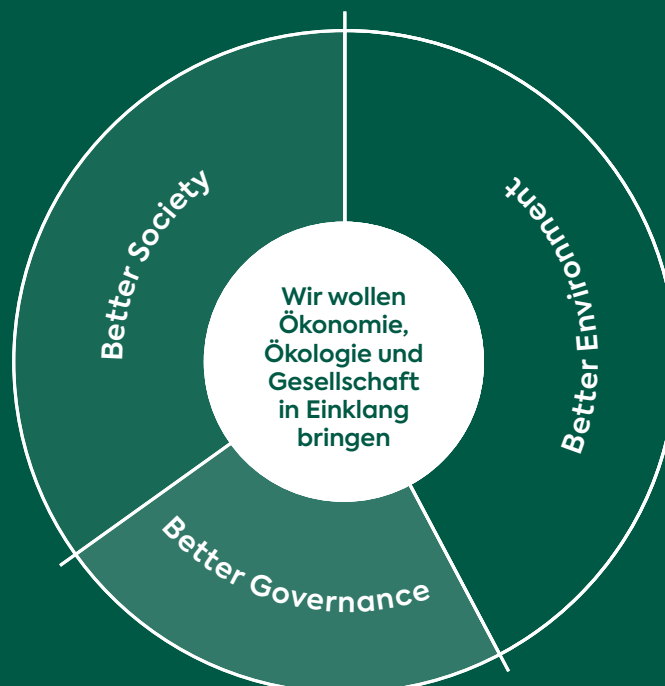 Better Society
Better Environment
Wir wollen
Ökonomie,
Ökologie und
Gesellschaft
in Einklang
bringen
Better Governance